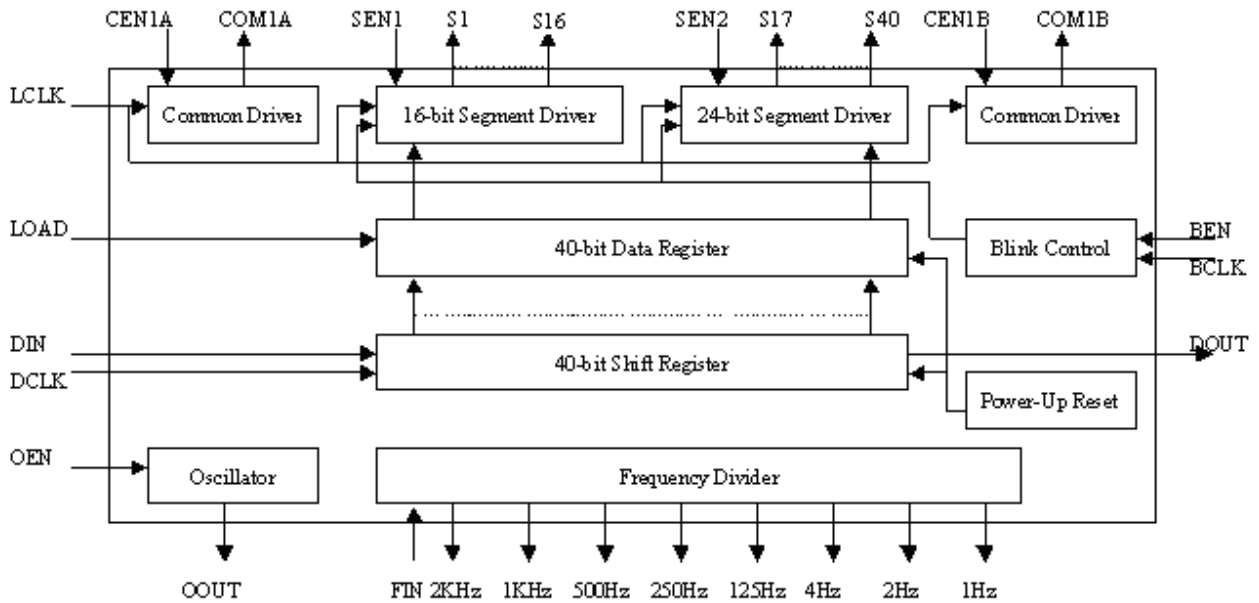 CEN1A COM1A SEN1 S1 S16 SEN2 S17 S40 CEN1B COM1B
LCLK Common Driver 16-bit Segment Driver 24-bit Segment Driver Common Driver
LOAD 40-bit Data Register Blink Control BEN
BCLK
DIN 40-bit Shift Register DOUT
DCLK
Power-Up Reset
OEN Oscillator Frequency Divider
OOUT FIN 2KHz 1KHz 500Hz 250Hz 125Hz 4Hz 2Hz 1Hz